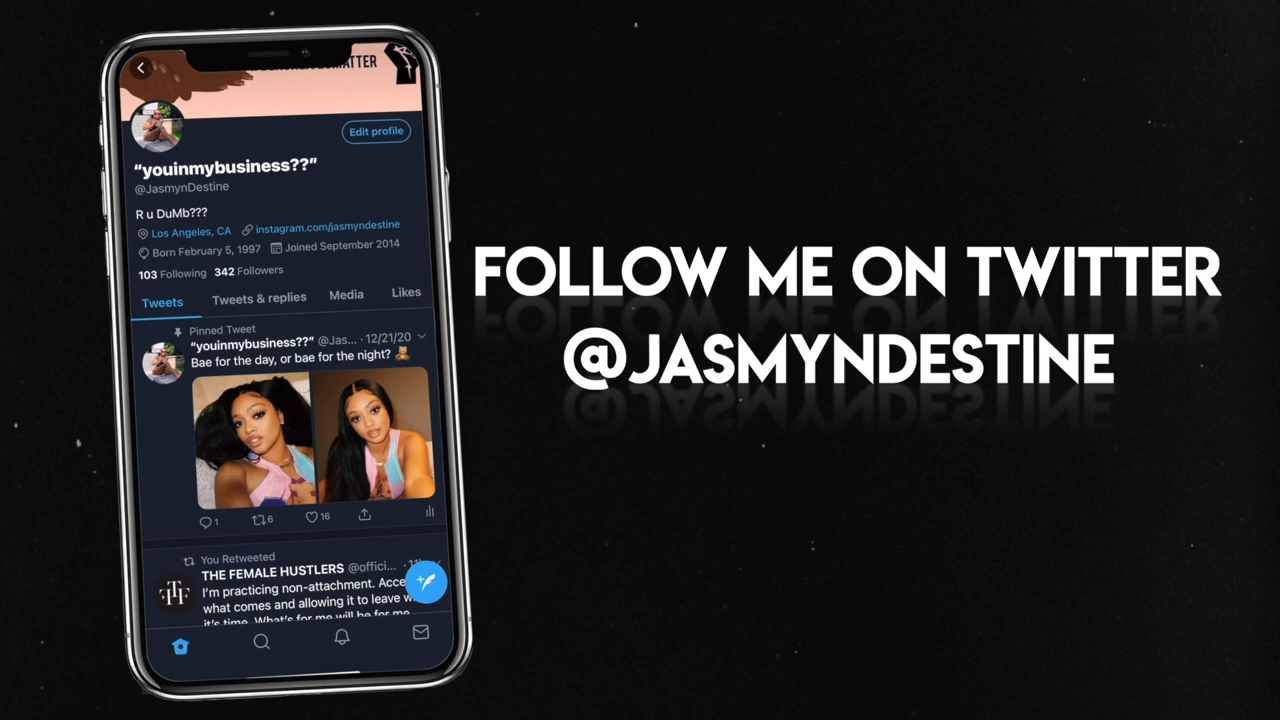 ATTER
Edit profile
“youinmybusiness??”
@JasmynDestine
R u DuMb???
Los Angeles, CA instagram.com/jasmyndestine
Born February 5, 1997 Joined September 2014
103 Following 342 Followers
Tweets Tweets & replies Media Likes
Pinned Tweet
“youinmybusiness??” @Jas... · 12/21/20
Bae for the day, or bae for the night? 🧸
1 6 16
You Retweeted
THE FEMALE HUSTLERS @offici... ·
I'm practicing non-attachment.
what comes and allowing it to leave
it's time. What's for me will be for me
FOLLOW ME ON TWITTER
@JASMYNDESTINE